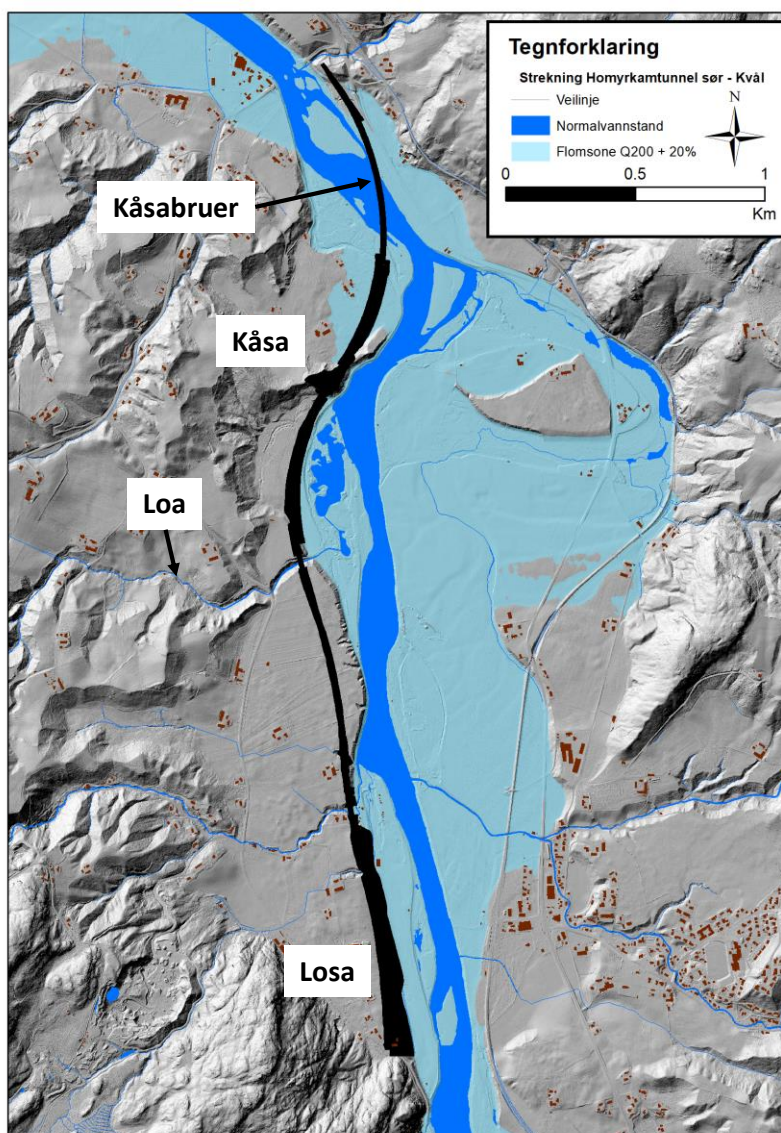 Tegnforklaring
Strekning Homyrkamtunnel sør - Kvål
Veilinje
N
Normalvannstand
Flomsone Q200 + 20%
0 0.5 1
Km
Kåsabruer
Kåsa
Loa
Losa